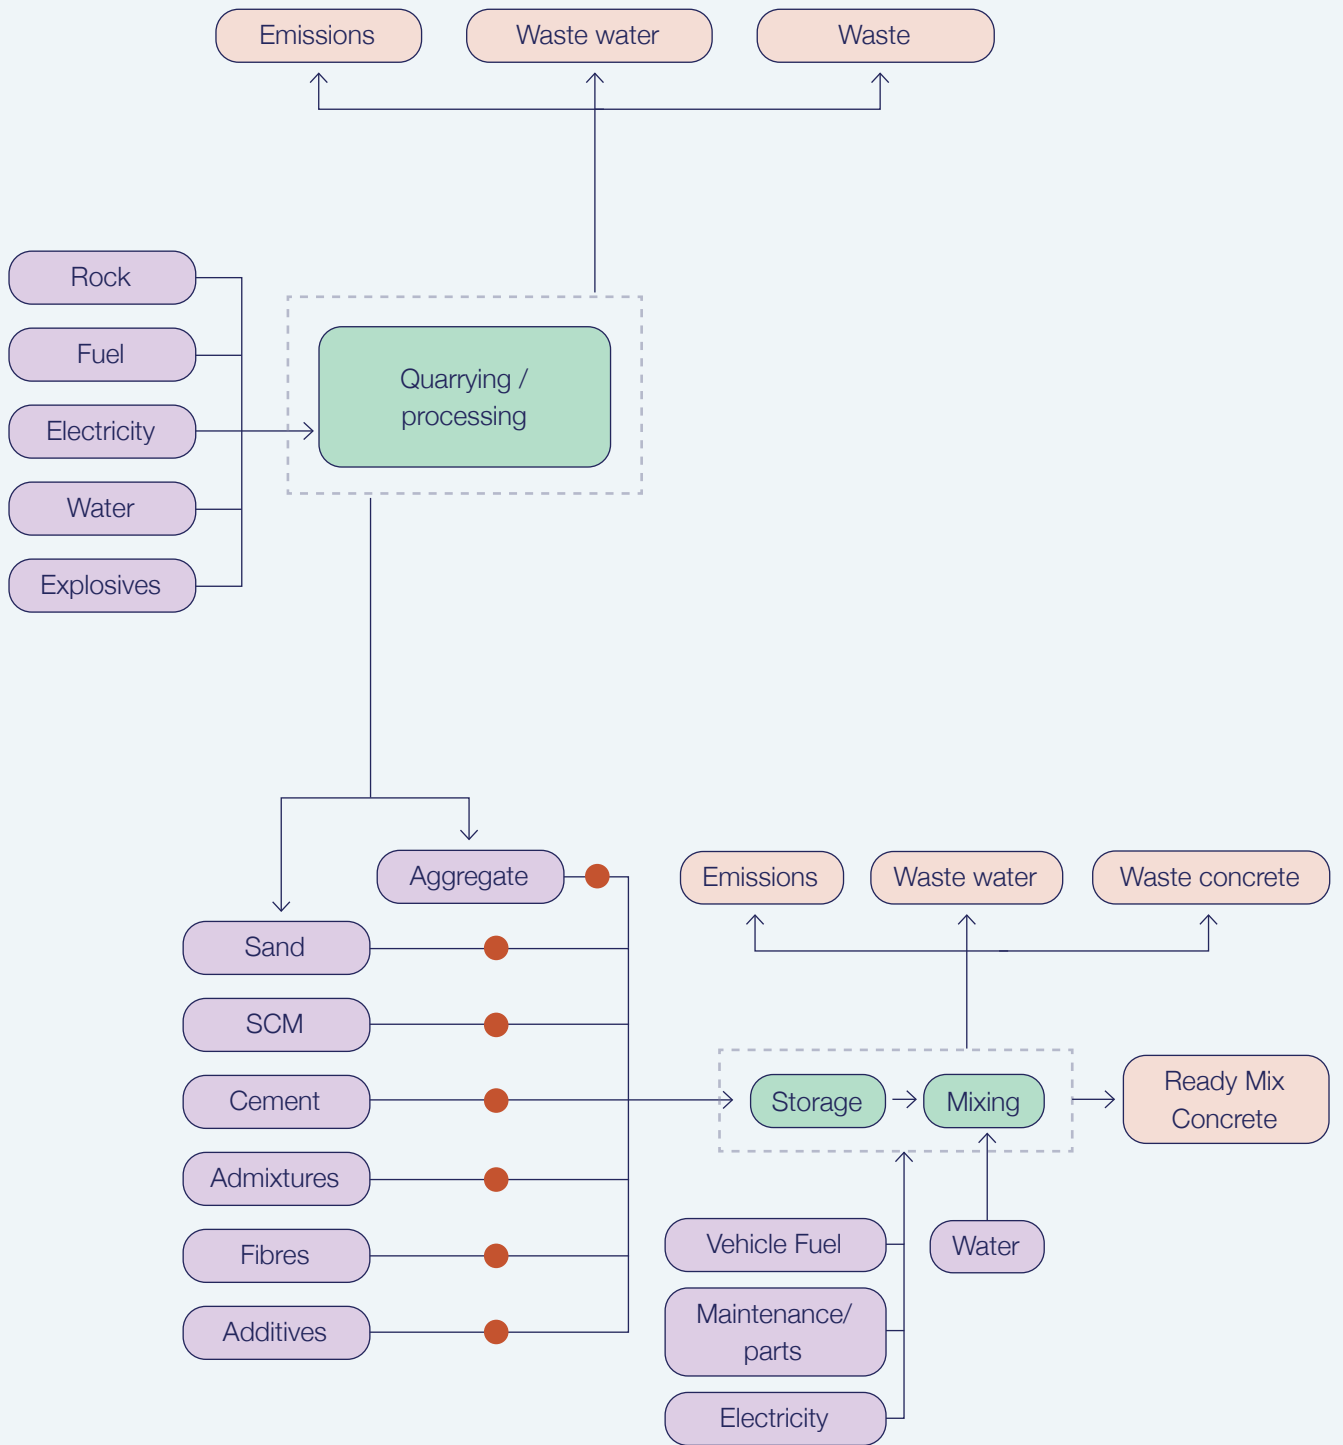 Emissions
Waste water
Waste
Rock
Fuel
Electricity
Water
Explosives
Quarrying /
processing
Aggregate
Sand
SCM
Cement
Admixtures
Fibres
Additives
Emissions
Waste water
Waste concrete
Storage
Mixing
Ready Mix
Concrete
Vehicle Fuel
Maintenance/
parts
Electricity
Water